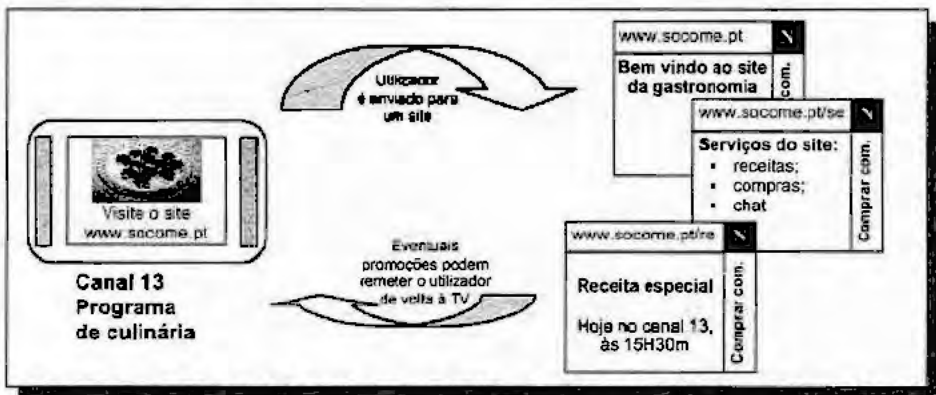 Visite o site
www.socome.pt
Canal 13
Programa
de culinária
Utilizador
é enviado para
um site
Eventuais
promoções podem
remeter o utilizador
de volta à TV
www.socome.pt
N
Bem vindo ao site
da gastronomia
com.
www.socome.pt/se
Serviços do site:
▪ receitas;
▪ compras;
▪ chat
Comprar com.
www.socome.pt/re
N
Receita especial
Hoje no canal 13,
às 15H30m
Comprar com.